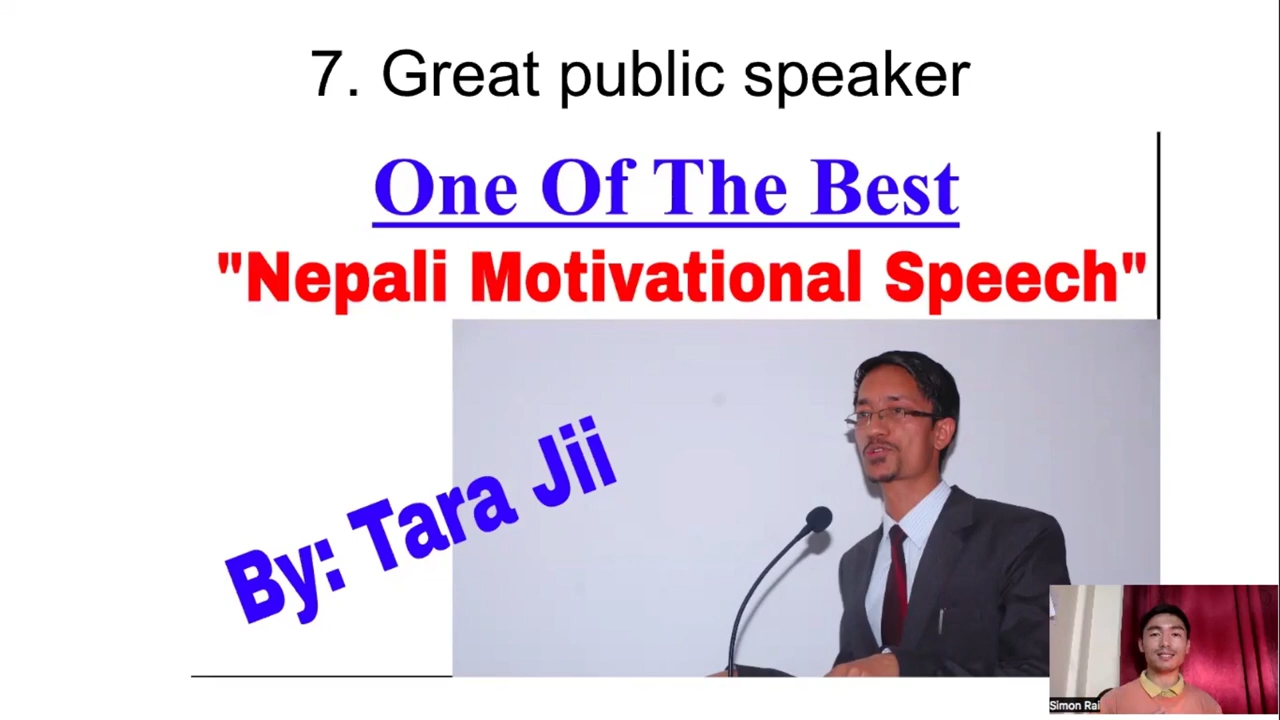 7. Great public speaker
One Of The Best
"Nepali Motivational Speech"
By: Tara Jii
Simon Rai